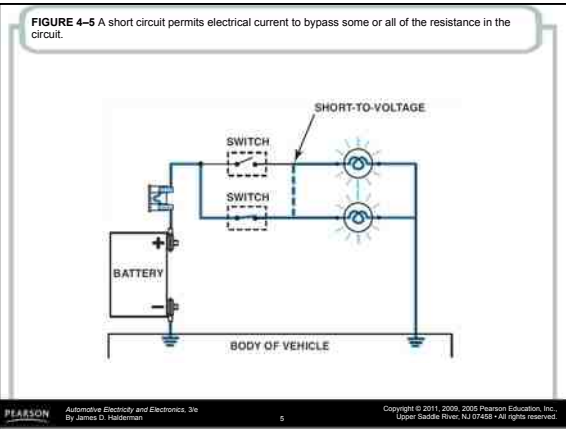 FIGURE 4–5 A short circuit permits electrical current to bypass some or all of the resistance in the
circuit.
SHORT-TO-VOLTAGE
SWITCH
SWITCH
+
BATTERY
−
BODY OF VEHICLE
PEARSON
Automotive Electricity and Electronics, 3/e
By James D. Halderman
5
Copyright © 2011, 2009, 2005 Pearson Education, Inc.,
Upper Saddle River, NJ 07458 • All rights reserved.